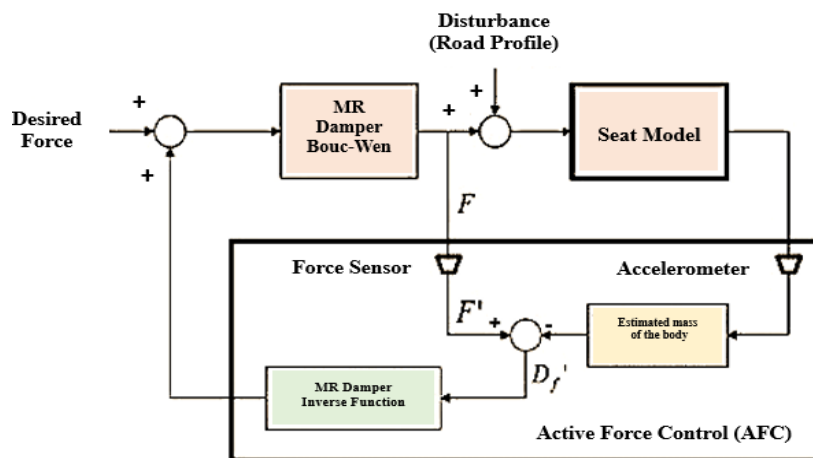 Disturbance
(Road Profile)
Desired
Force
+
+
MR
Damper
Bouc-Wen
+
+
Seat Model
F
Force Sensor
Accelerometer
F'
+
-
Estimated mass
of the body
D_f'
MR Damper
Inverse Function
Active Force Control (AFC)